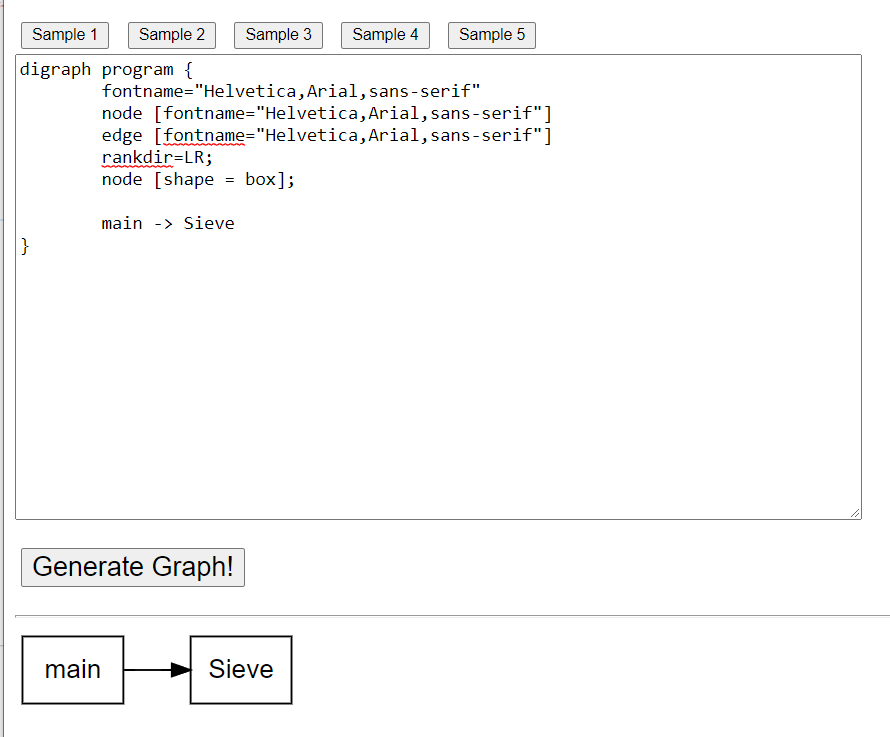 Sample 1 Sample 2 Sample 3 Sample 4 Sample 5
digraph program {
        fontname="Helvetica,Arial,sans-serif"
        node [fontname="Helvetica,Arial,sans-serif"]
        edge [fontname="Helvetica,Arial,sans-serif"]
        rankdir=LR;
        node [shape = box];

        main -> Sieve
}
Generate Graph!
main Sieve